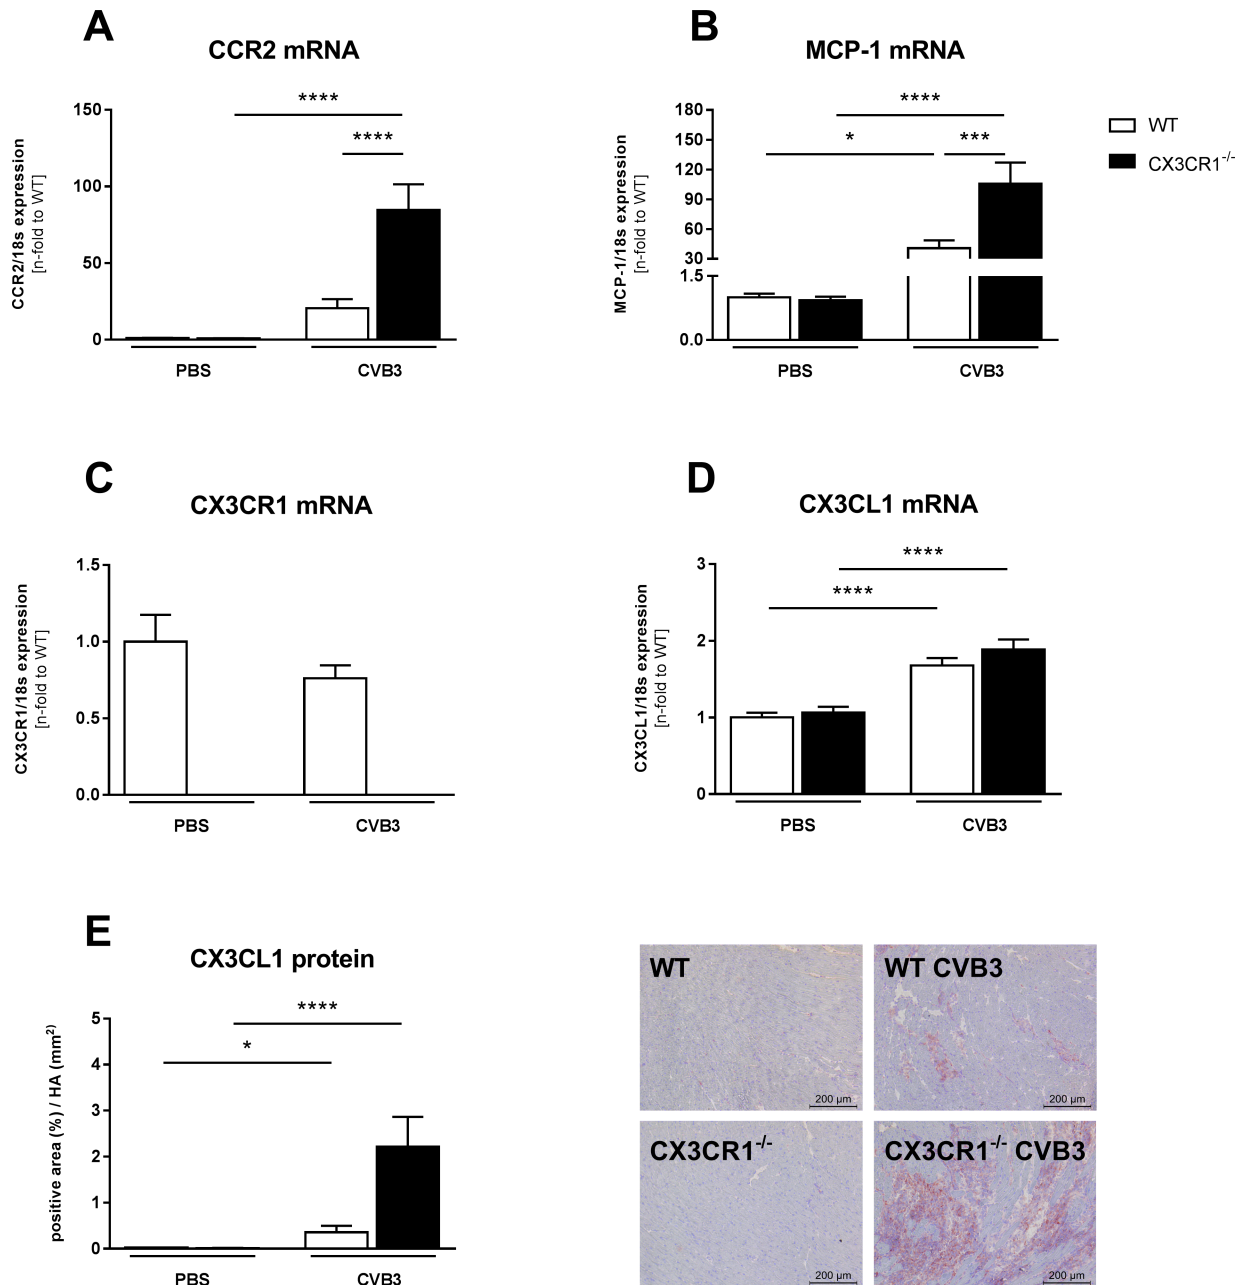 A
CCR2 mRNA
CCR2/18s expression
[n-fold to WT]
150
100
50
0
****
****
PBS
CVB3
B
MCP-1 mRNA
MCP-1/18s expression
[n-fold to WT]
180
150
120
90
60
30
1.5
0.0
****
*
***
PBS
CVB3
WT
CX3CR1-/-
C
CX3CR1 mRNA
CX3CR1/18s expression
[n-fold to WT]
1.5
1.0
0.5
0.0
PBS
CVB3
D
CX3CL1 mRNA
CX3CL1/18s expression
[n-fold to WT]
3
2
1
0
****
****
PBS
CVB3
E
CX3CL1 protein
positive area (%) / HA (mm²)
5
4
3
2
1
0
****
*
PBS
CVB3
WT
200 µm
WT CVB3
200 µm
CX3CR1-/-
200 µm
CX3CR1-/- CVB3
200 µm